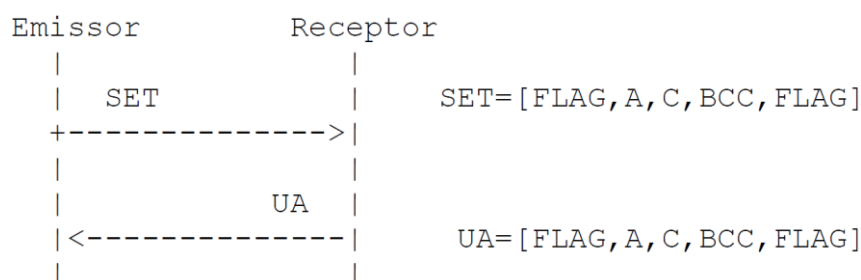 Emissor Receptor
SET SET=[FLAG,A,C,BCC,FLAG]
UA
UA=[FLAG,A,C,BCC,FLAG]